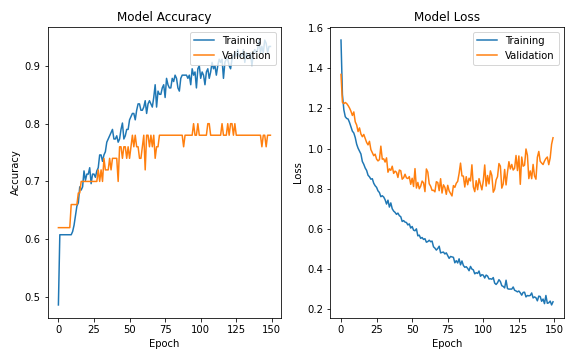 Model Accuracy
Training
Validation
0.9
0.8
0.7
0.6
0.5
Accuracy
0
25
50
75
100
125
150
Epoch
Model Loss
Training
Validation
1.6
1.4
1.2
1.0
0.8
0.6
0.4
0.2
Loss
0
25
50
75
100
125
150
Epoch